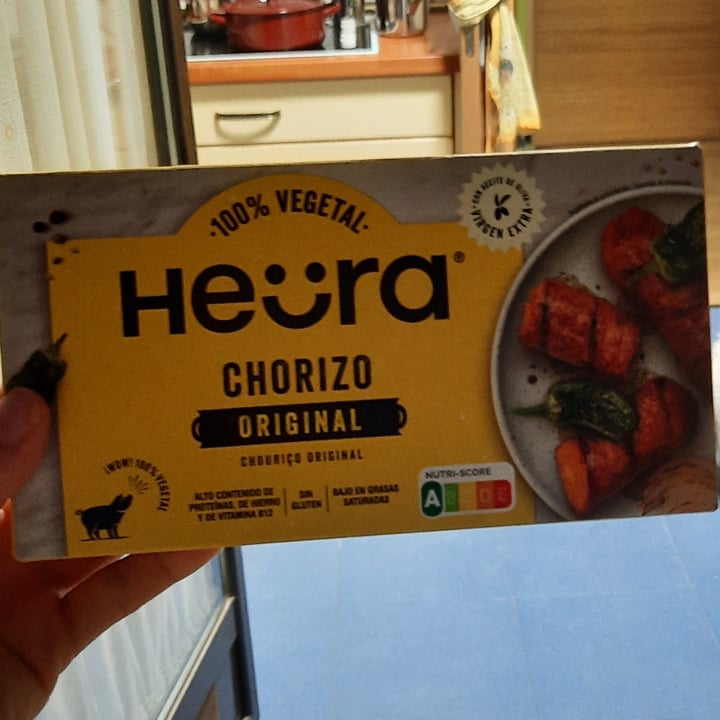 ·100% VEGETAL·
CON ACEITE DE OLIVA
VIRGEN EXTRA
Heüra®
CHORIZO
ORIGINAL
CHOURIÇO ORIGINAL
¡WOW! 100% VEGETAL
ALTO CONTENIDO DE
PROTEÍNAS, DE HIERRO
Y DE VITAMINA B12
SIN
GLUTEN
BAJO EN GRASAS
SATURADAS
NUTRI-SCORE
A B C D E